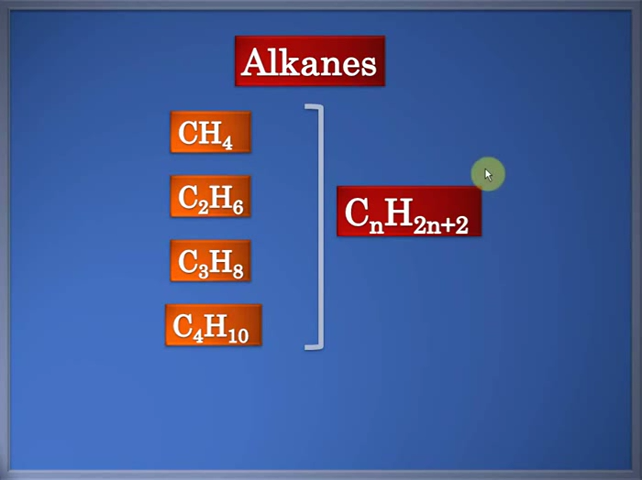 Alkanes
CH₄
C₂H₆
CₙH₂ₙ₊₂
C₃H₈
C₄H₁₀